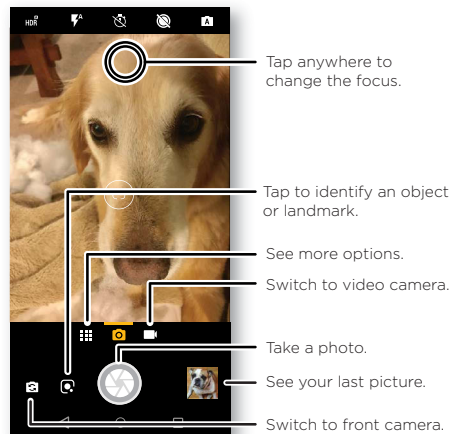 HDR
A
A
Tap anywhere to
change the focus.
Tap to identify an object
or landmark.
See more options.
Switch to video camera.
Take a photo.
See your last picture.
Switch to front camera.